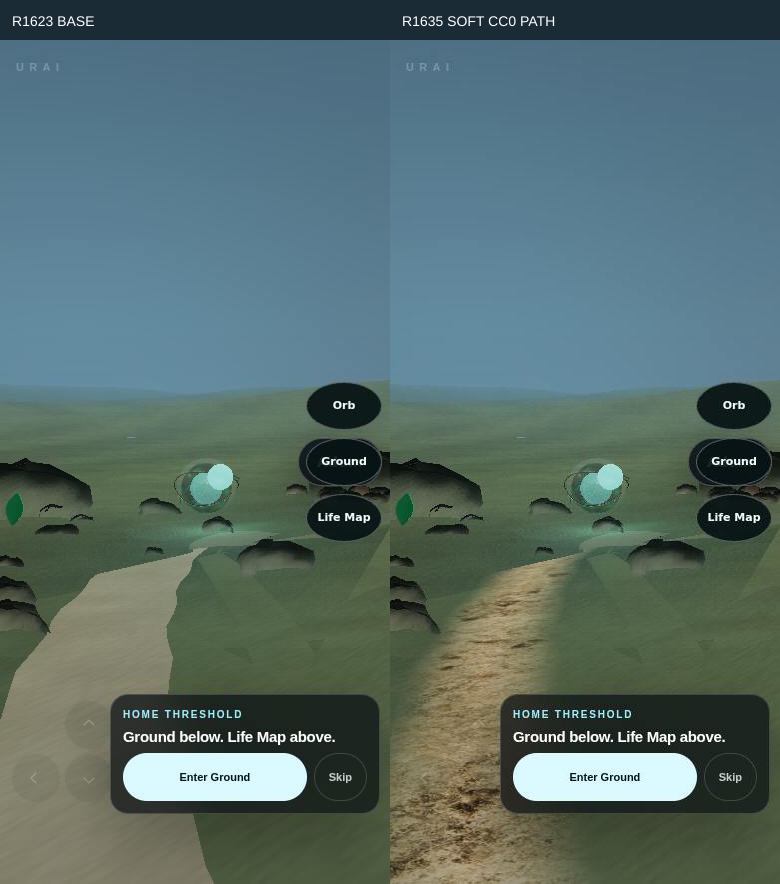 R1623 BASE
URAI
Orb
Ground
Life Map
HOME THRESHOLD
Ground below. Life Map above.
Enter Ground
Skip
R1635 SOFT CC0 PATH
URAI
Orb
Ground
Life Map
HOME THRESHOLD
Ground below. Life Map above.
Enter Ground
Skip